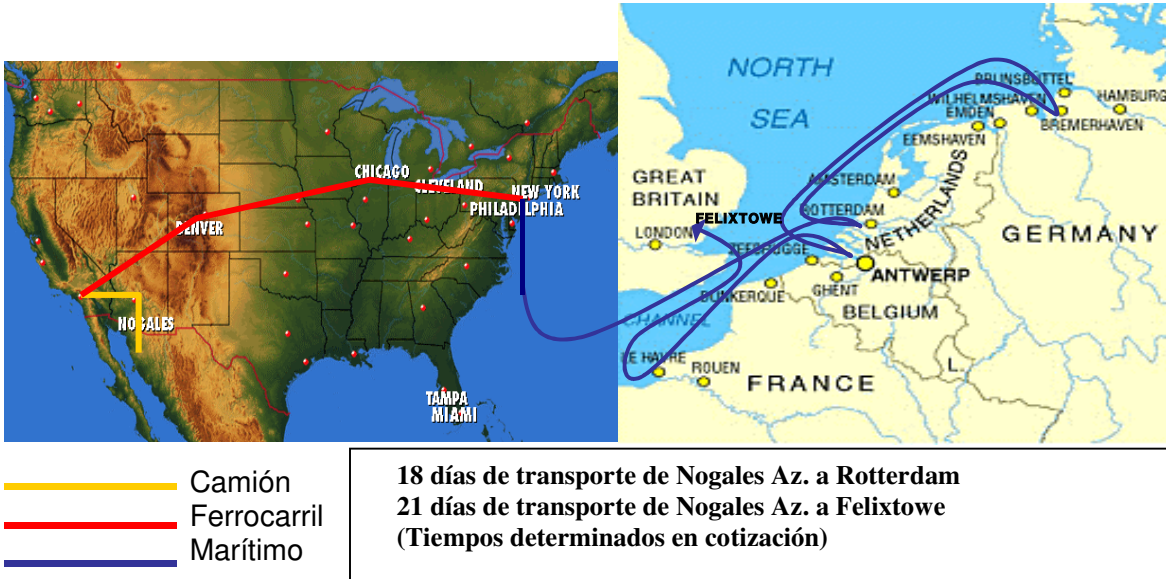 CHICAGO
CLEVELAND
NEW YORK
PHILADELPHIA
DENVER
NOGALES
TAMPA
MIAMI
NORTH
SEA
BRUNSBÜTTEL
HAMBURG
WILHELMSHAVEN
BREMERHAVEN
EMDEN
EEMSHAVEN
AMSTERDAM
GREAT
BRITAIN
ROTTERDAM
NETHERLANDS
FELIXTOWE
LONDON
GERMANY
ZEEBRUGGE
ANTWERP
GHENT
DUNKERQUE
BELGIUM
CHANNEL
LE HAVRE
ROUEN
L.
FRANCE
Camión
Ferrocarril
Marítimo
18 días de transporte de Nogales Az. a Rotterdam
21 días de transporte de Nogales Az. a Felixtowe
(Tiempos determinados en cotización)